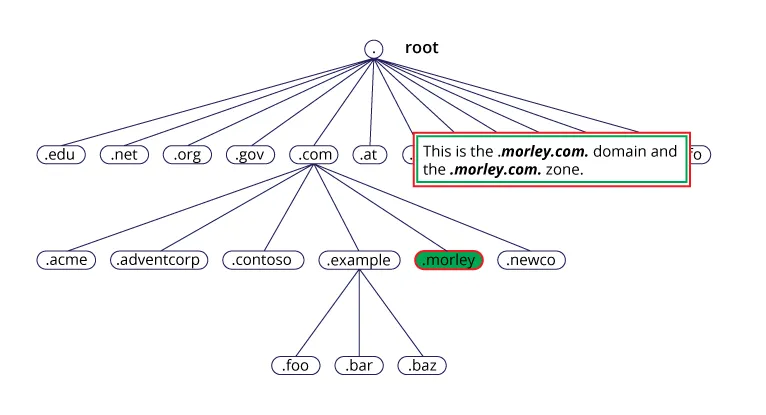 . root
.edu .net .org .gov .com .at
This is the .morley.com. domain and
the .morley.com. zone.
.acme .adventcorp .contoso .example .morley .newco
.foo .bar .baz